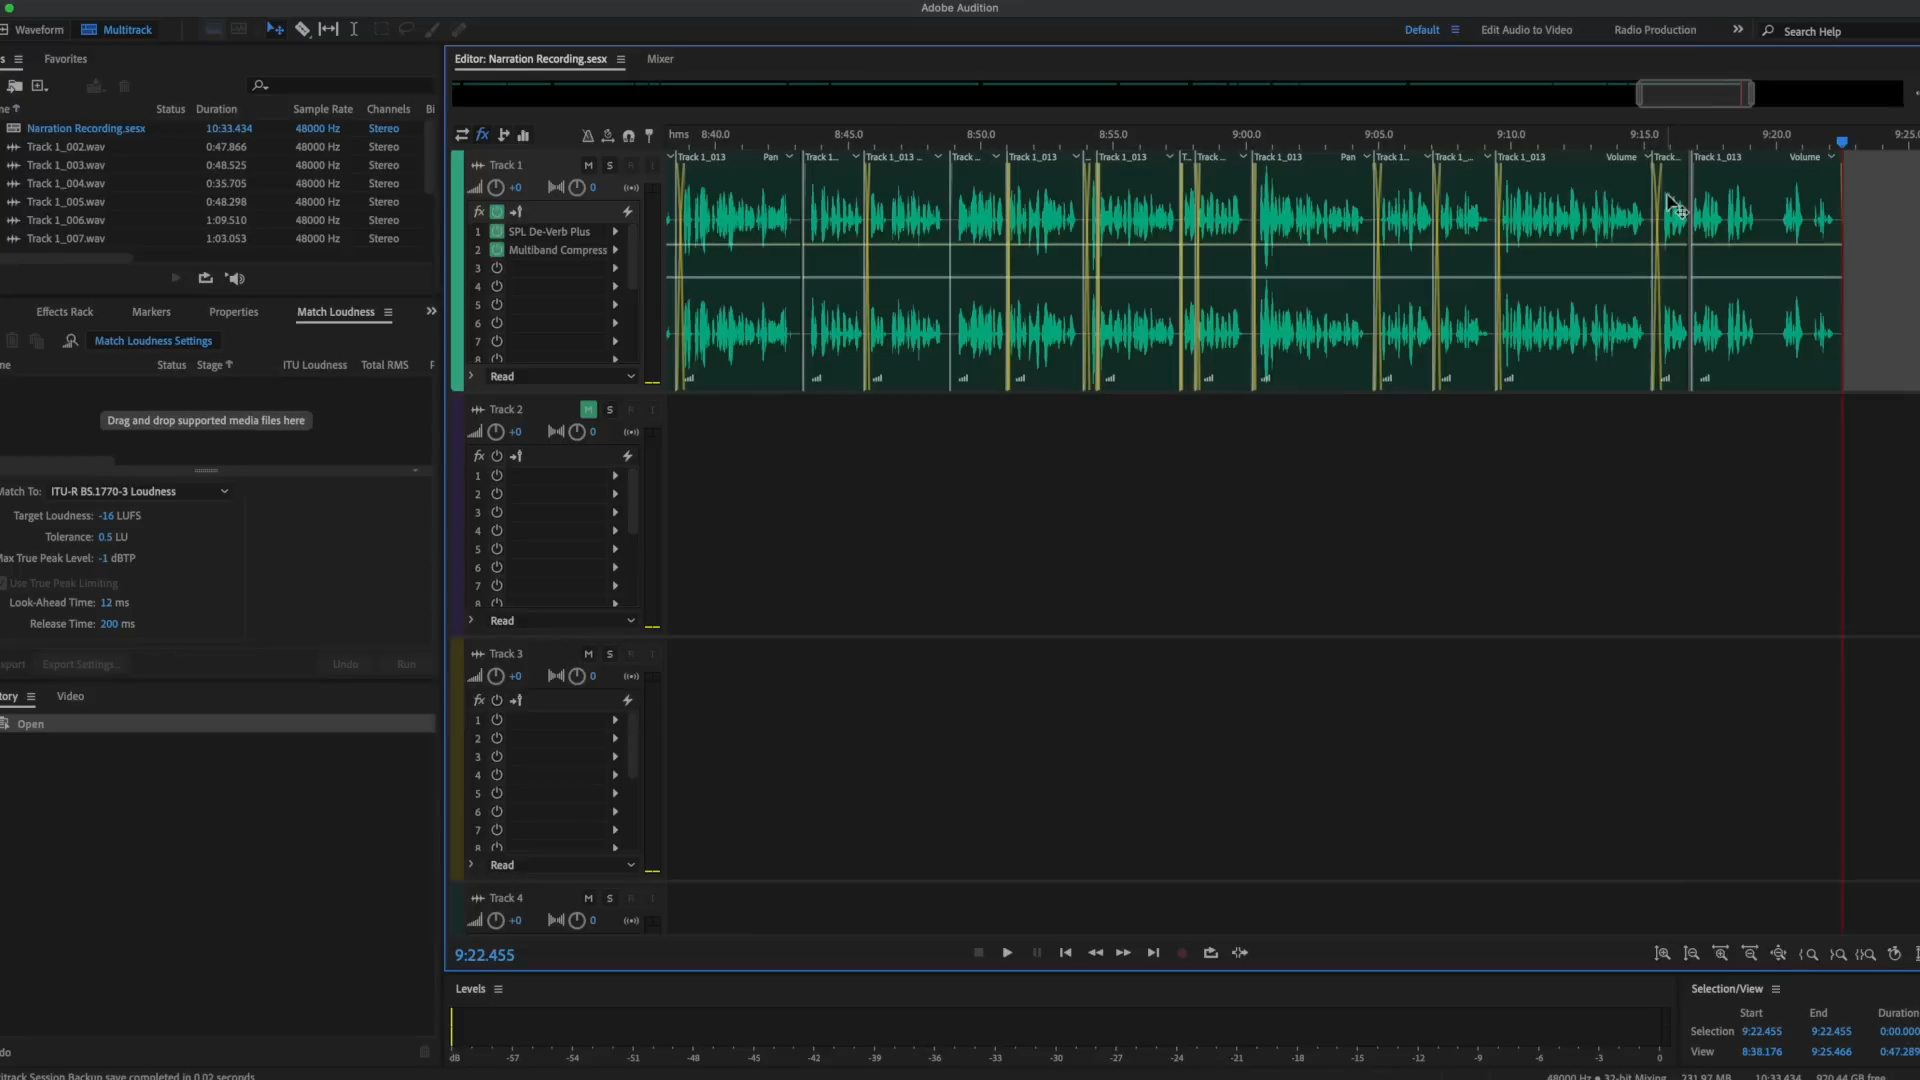 Adobe Audition
Waveform
Multitrack
Default
Edit Audio to Video
Radio Production
Search Help
s
Favorites
Editor: Narration Recording.sesx
Mixer
ne Status Duration Sample Rate Channels Bi
Narration Recording.sesx 10:33.434 48000 Hz Stereo
Track 1_002.wav 0:47.866 48000 Hz Stereo
Track 1_003.wav 0:48.525 48000 Hz Stereo
Track 1_004.wav 0:35.705 48000 Hz Stereo
Track 1_005.wav 0:48.298 48000 Hz Stereo
Track 1_006.wav 1:09.510 48000 Hz Stereo
Track 1_007.wav 1:03.053 48000 Hz Stereo
Effects Rack Markers Properties Match Loudness
Match Loudness Settings
ne Status Stage ITU Loudness Total RMS
Drag and drop supported media files here
Match To: ITU-R BS.1770-3 Loudness
Target Loudness: -16 LUFS
Tolerance: 0.5 LU
Max True Peak Level: -1 dBTP
Use True Peak Limiting
Look-Ahead Time: 12 ms
Release Time: 200 ms
xport Export Settings... Undo Run
tory Video
Open
do
fx
hms 8:40.0 8:45.0 8:50.0 8:55.0 9:00.0 9:05.0 9:10.0 9:15.0 9:20.0 9:25.0
Track 1_013 Pan Track 1... Track 1_013 ... Track ... Track 1_013 ... Track 1_013 T... Track ... Track 1_013 Pan Track 1... Track 1_... Track 1_013 Volume Track... Track 1_013 Volume
Track 1 M S R I
+0 0
fx
1 SPL De-Verb Plus
2 Multiband Compress
3
4
5
6
7
8
Read
Track 2 M S R I
+0 0
fx
1
2
3
4
5
6
7
8
Read
Track 3 M S R I
+0 0
fx
1
2
3
4
5
6
7
8
Read
Track 4 M S R I
+0 0
9:22.455
Levels
dB -57 -54 -51 -48 -45 -42 -39 -36 -33 -30 -27 -24 -21 -18 -15 -12 -9 -6 -3 0
Selection/View
Start End Duration
Selection 9:22.455 9:22.455 0:00.000
View 8:38.176 9:25.466 0:47.289
itrack Session Backup save completed in 0.02 seconds
48000 Hz • 32-bit Mixing 231.97 MB 10:33.434 920.44 GB free